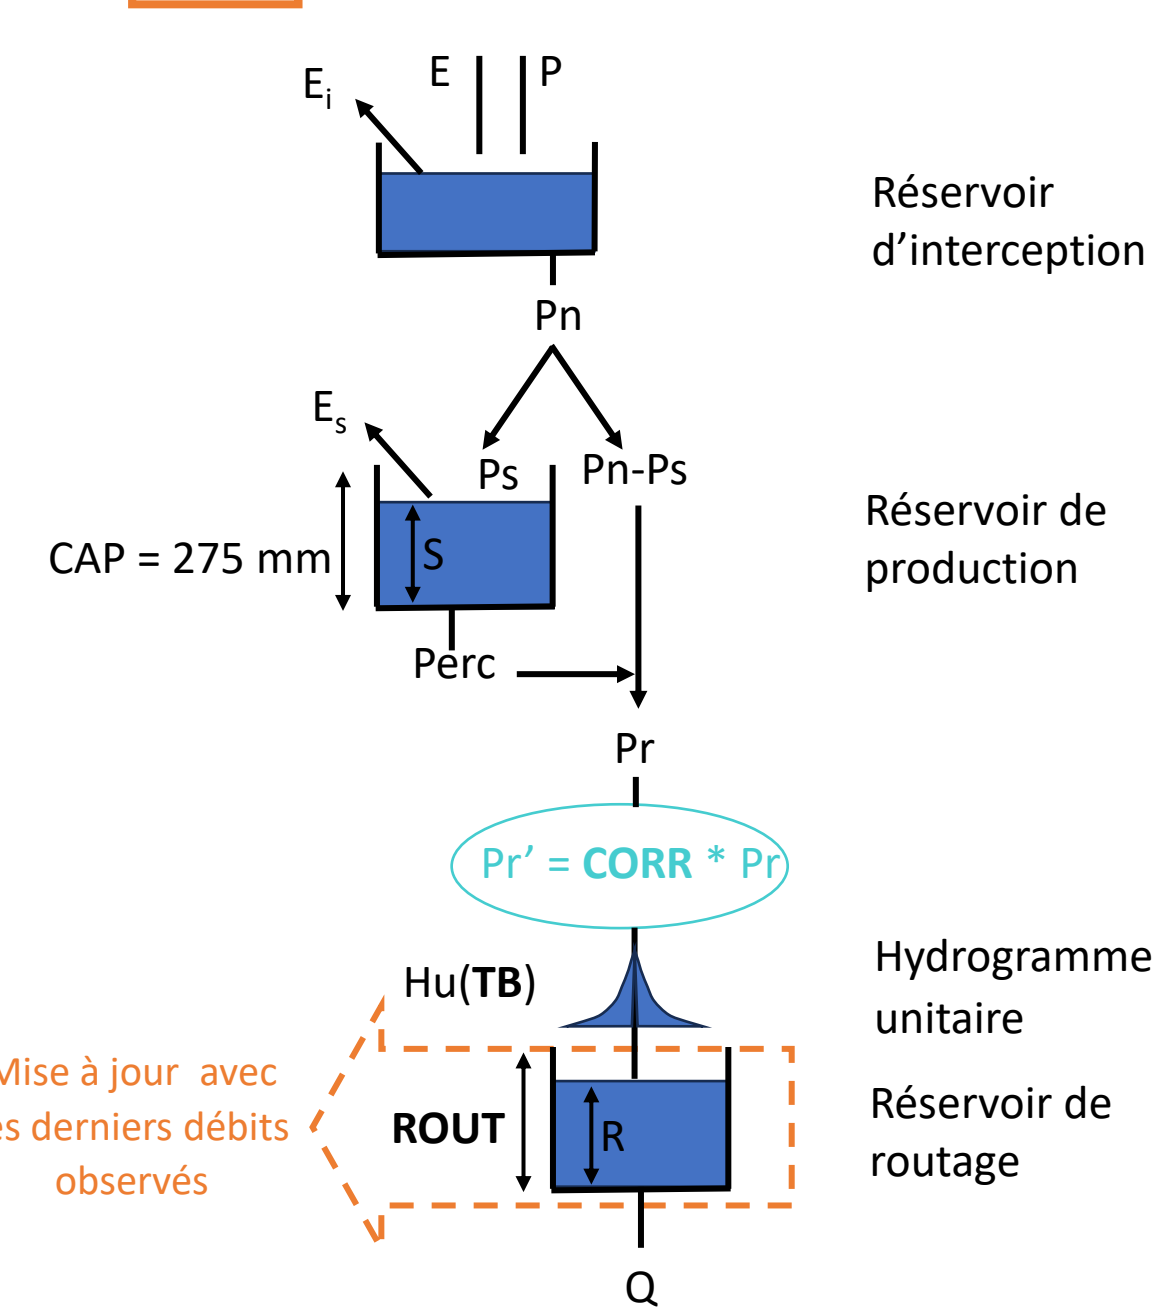 E
P
Ei
Réservoir
d’interception
Pn
Es
Ps
Pn-Ps
CAP = 275 mm
S
Réservoir de
production
Perc
Pr
Pr’ = CORR * Pr
Hu(TB)
Hydrogramme
unitaire
Mise à jour avec
derniers débits
observés
ROUT
R
Réservoir de
routage
Q